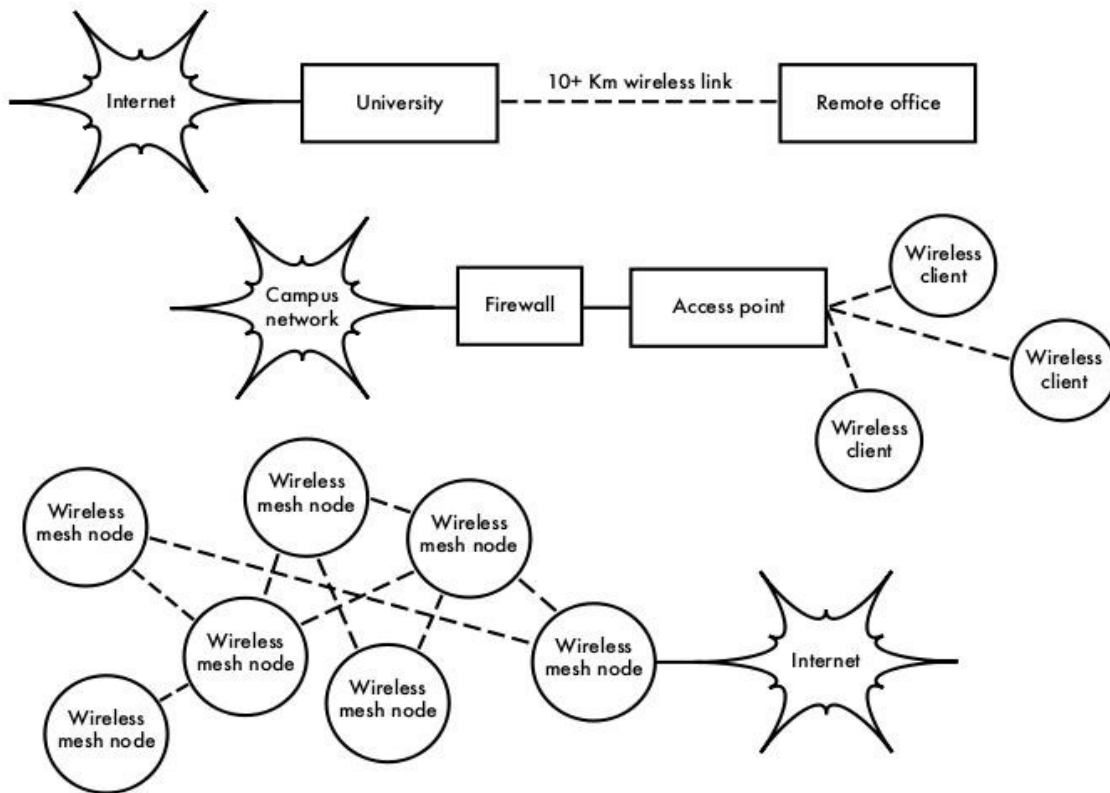 Internet
University
10+ Km wireless link
Remote office
Campus
network
Firewall
Access point
Wireless
client
Wireless
client
Wireless
client
Wireless
mesh node
Wireless
mesh node
Wireless
mesh node
Wireless
mesh node
Wireless
mesh node
Wireless
mesh node
Wireless
mesh node
Internet